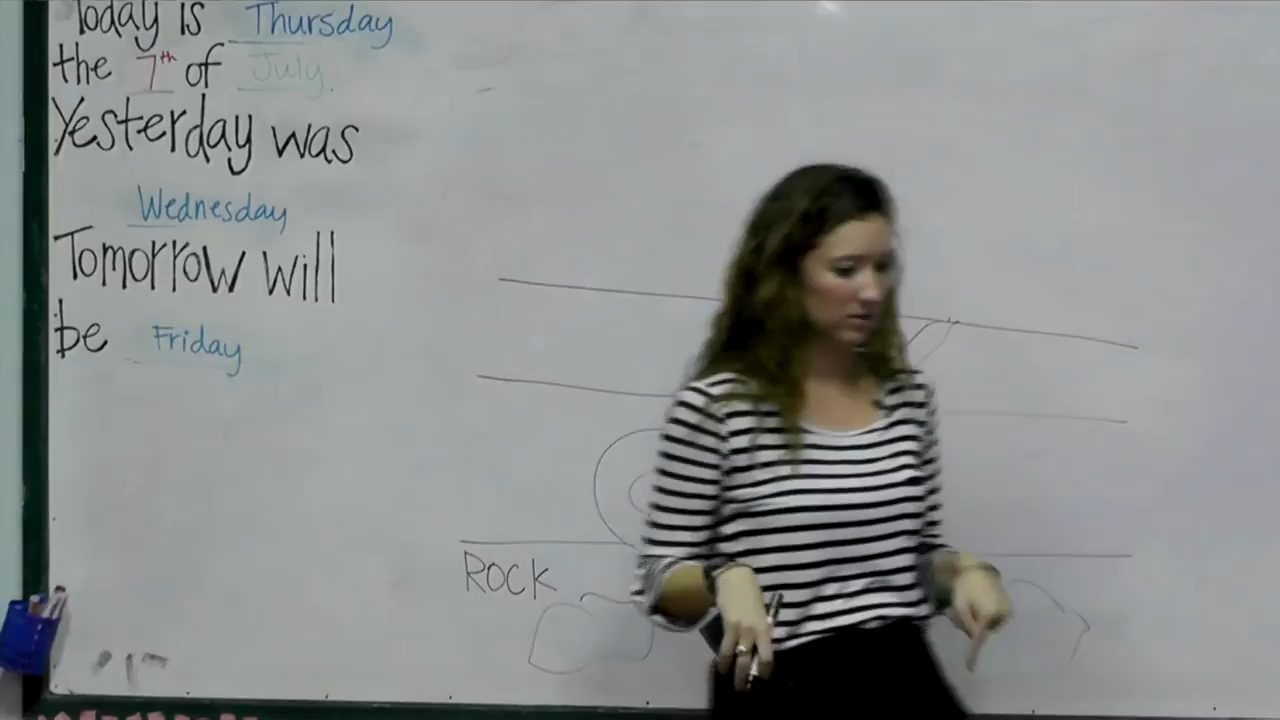 Today is Thursday
the 7th of July.
Yesterday was
Wednesday
Tomorrow will
be Friday
ROCK